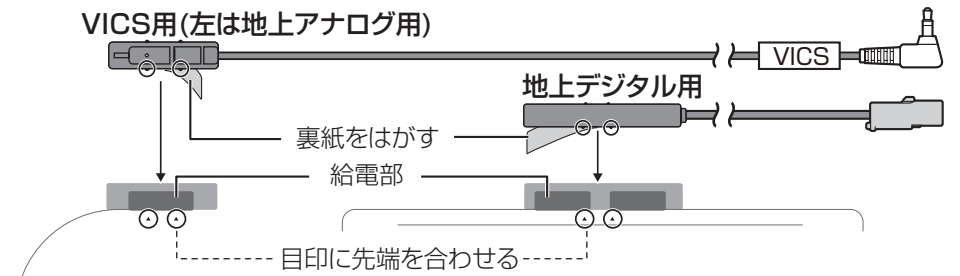 VICS用(左は地上アナログ用)
VICS
地上デジタル用
裏紙をはがす
給電部
目印に先端を合わせる